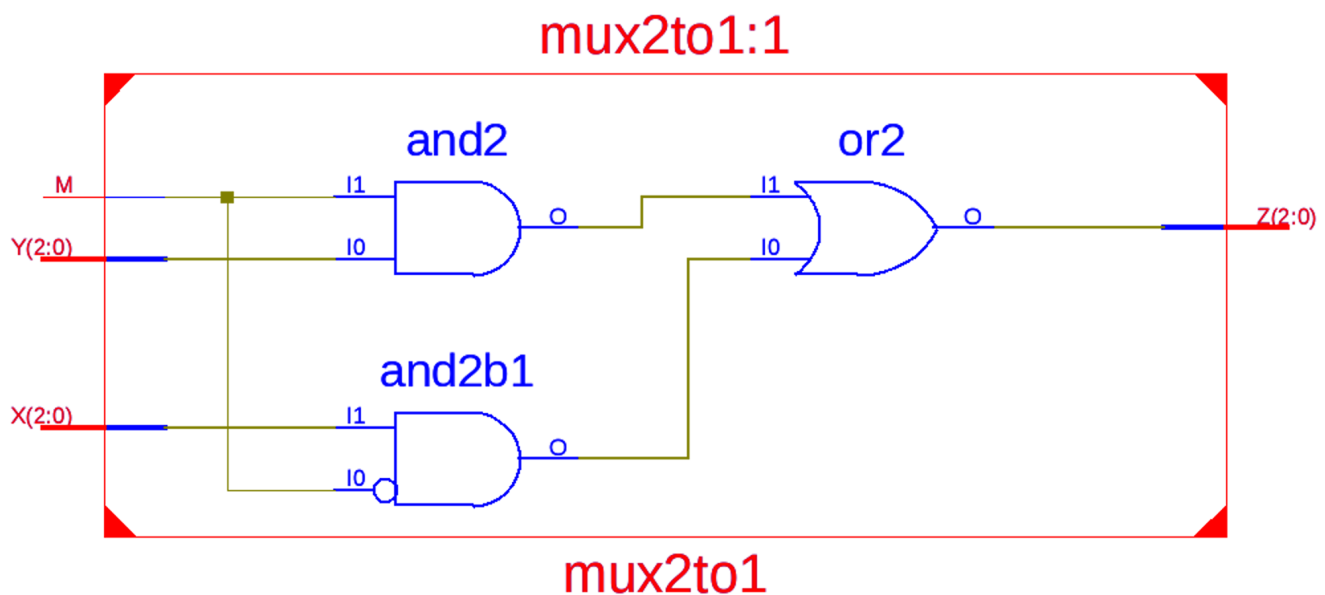 mux2to1:1
and2
or2
M
I1
O
I1
O
Z(2:0)
Y(2:0)
I0
I0
and2b1
X(2:0)
I1
O
I0
mux2to1